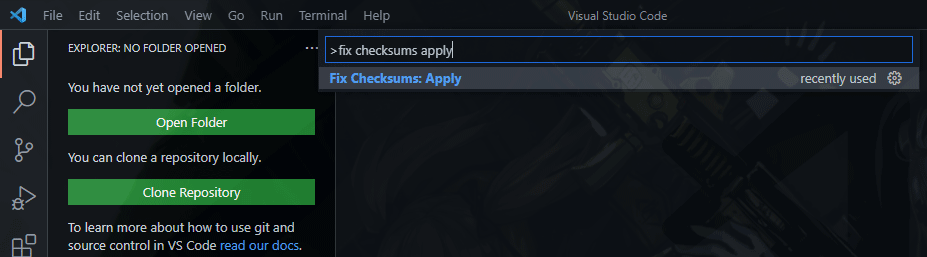 File Edit Selection View Go Run Terminal Help Visual Studio Code
EXPLORER: NO FOLDER OPENED
>fix checksums apply
Fix Checksums: Apply recently used
You have not yet opened a folder.
Open Folder
You can clone a repository locally.
Clone Repository
To learn more about how to use git and
source control in VS Code read our docs.